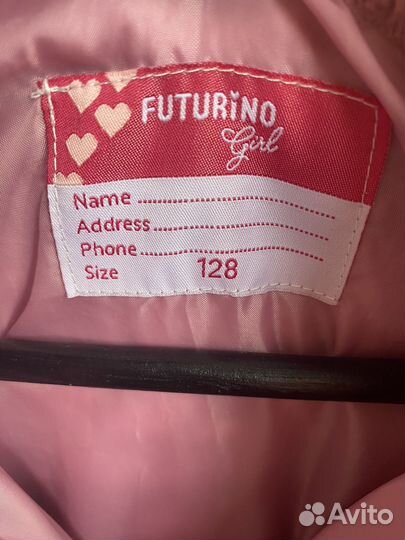 FUTURiNO
Girl
Name
Address
Phone
Size 128
Avito